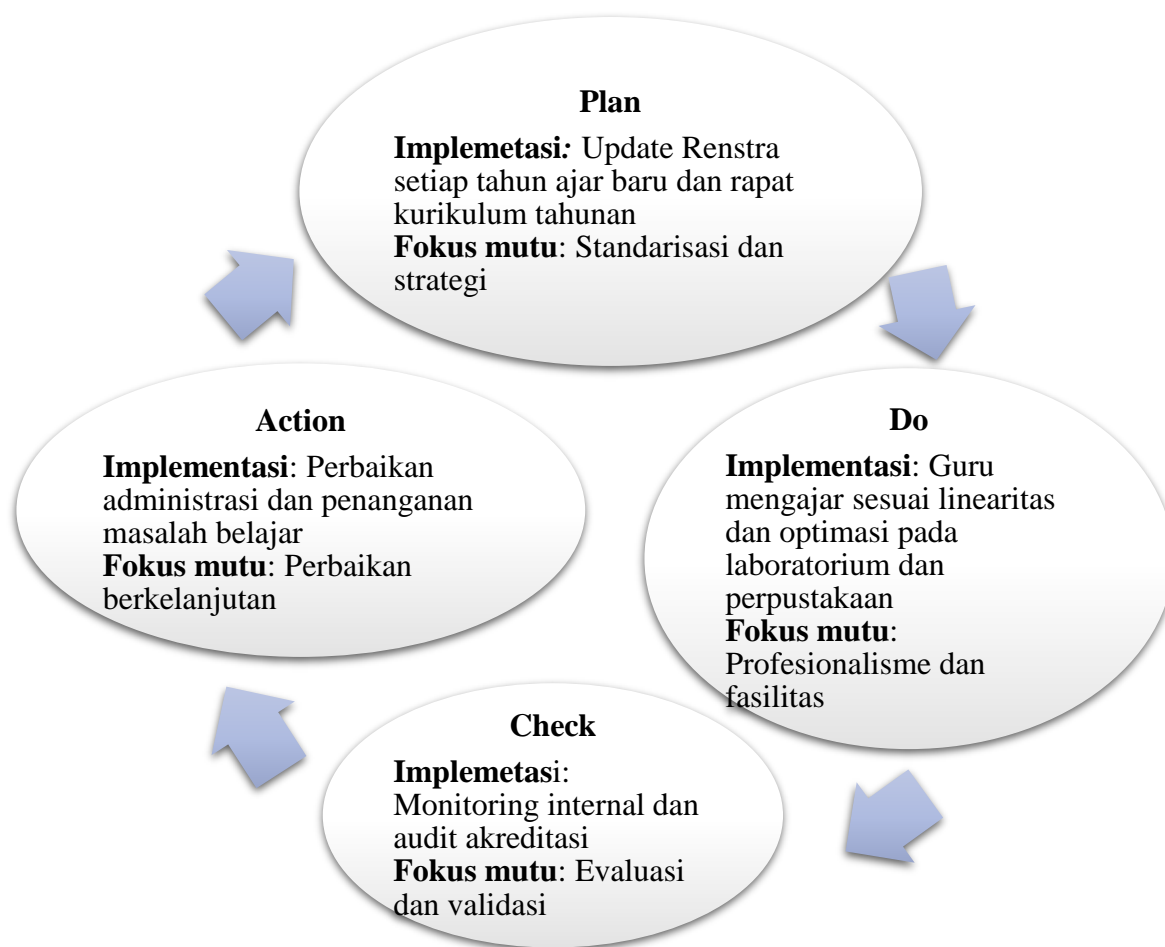 Plan
Implemetasi: Update Renstra
setiap tahun ajar baru dan rapat
kurikulum tahunan
Fokus mutu: Standarisasi dan
strategi
Do
Implementasi: Guru
mengajar sesuai linearitas
dan optimasi pada
laboratorium dan
perpustakaan
Fokus mutu:
Profesionalisme dan
fasilitas
Check
Implemetasi:
Monitoring internal dan
audit akreditasi
Fokus mutu: Evaluasi
dan validasi
Action
Implementasi: Perbaikan
administrasi dan penanganan
masalah belajar
Fokus mutu: Perbaikan
berkelanjutan